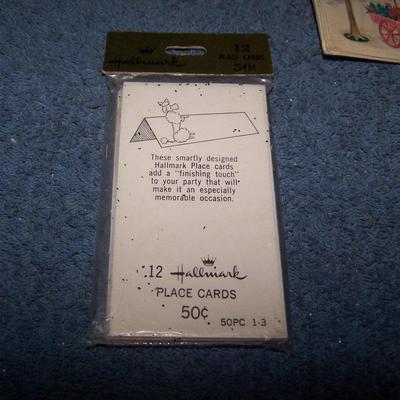 Hallmark
12
PLACE CARDS
50¢
These smartly designed
Hallmark Place cards
add a "finishing touch"
to your party that will
make it an especially
memorable occasion.
12 Hallmark
PLACE CARDS
50¢
50PC 1-3